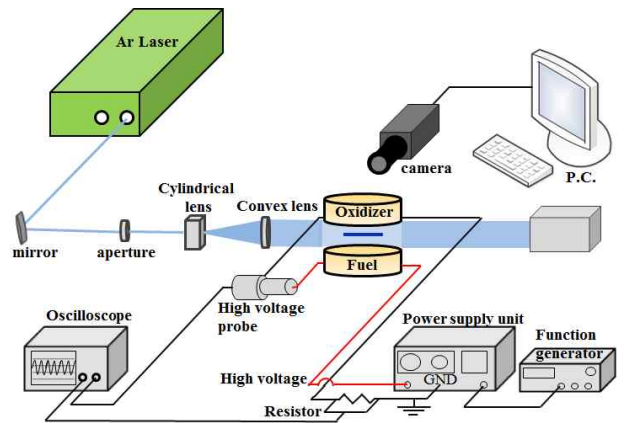 Ar Laser
camera
P.C.
Cylindrical
lens
Convex lens
Oxidizer
mirror
aperture
Fuel
High voltage
probe
Oscilloscope
Power supply unit
Function
generator
High voltage
GND
Resistor